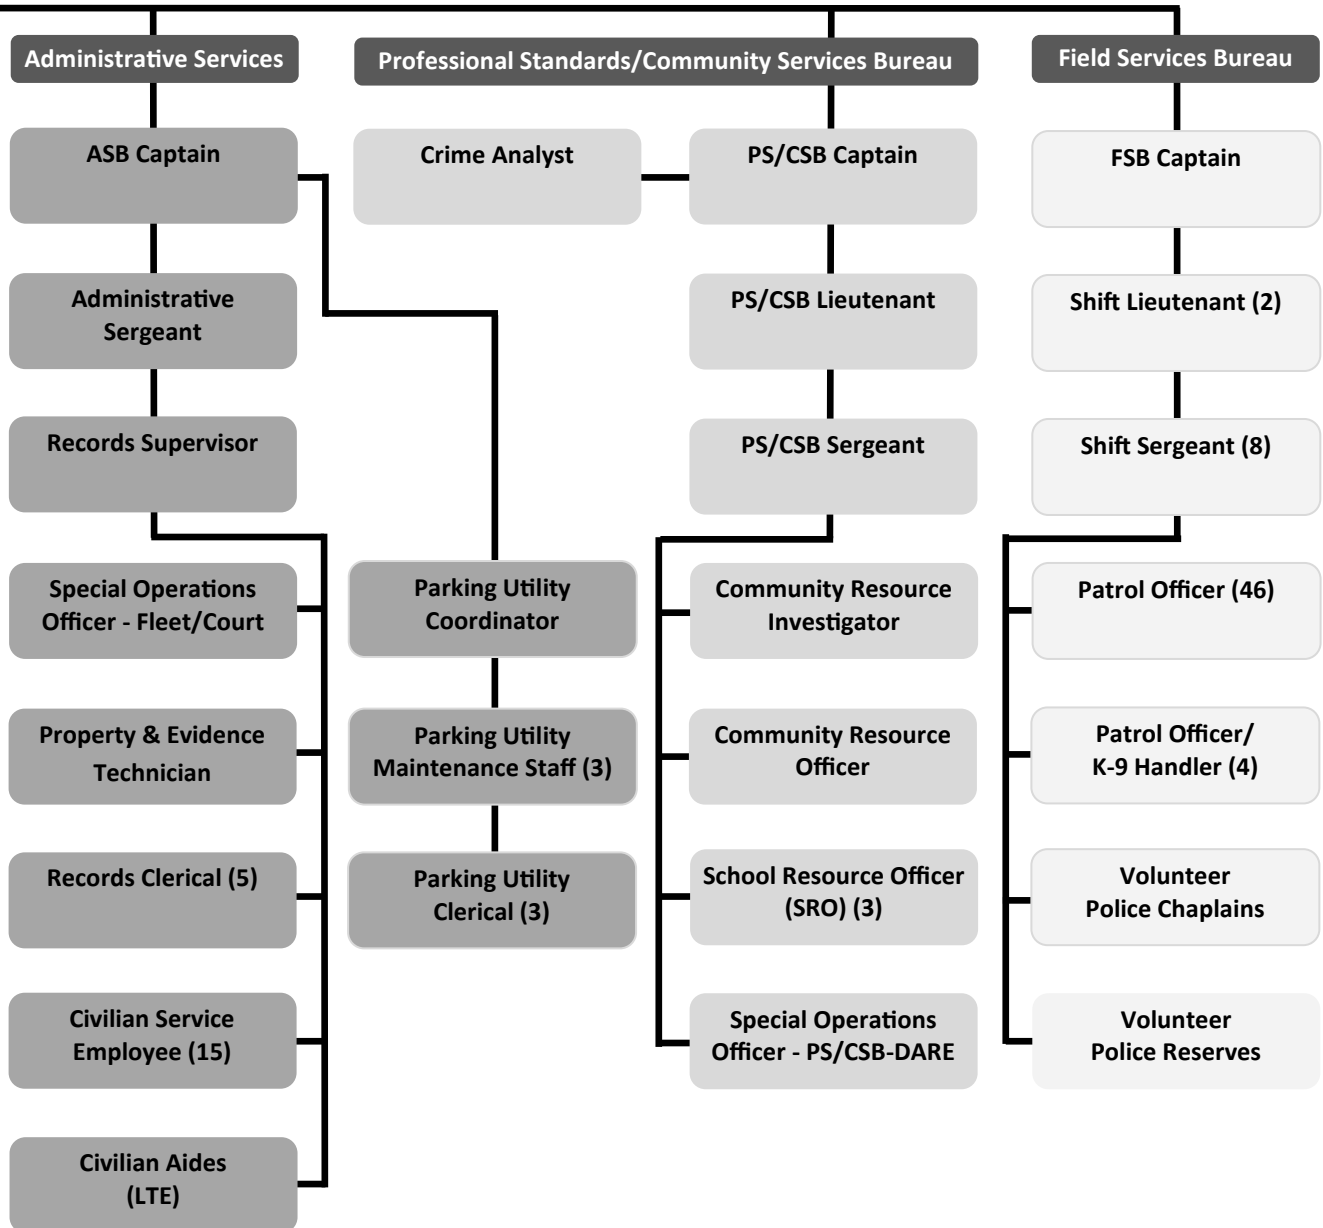 Administrative Services
Professional Standards/Community Services Bureau
Field Services Bureau
ASB Captain
Crime Analyst
PS/CSB Captain
FSB Captain
Administrative
Sergeant
PS/CSB Lieutenant
Shift Lieutenant (2)
Records Supervisor
PS/CSB Sergeant
Shift Sergeant (8)
Special Operations
Officer - Fleet/Court
Parking Utility
Coordinator
Community Resource
Investigator
Patrol Officer (46)
Property & Evidence
Technician
Parking Utility
Maintenance Staff (3)
Community Resource
Officer
Patrol Officer/
K-9 Handler (4)
Records Clerical (5)
Parking Utility
Clerical (3)
School Resource Officer
(SRO) (3)
Volunteer
Police Chaplains
Civilian Service
Employee (15)
Special Operations
Officer - PS/CSB-DARE
Volunteer
Police Reserves
Civilian Aides
(LTE)